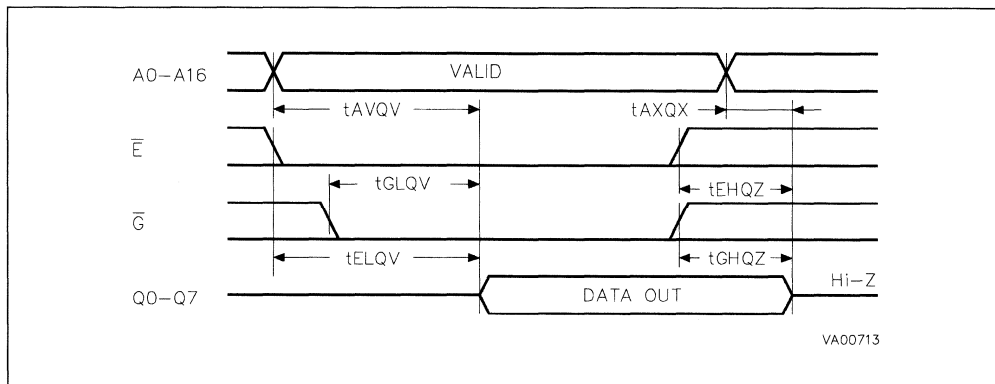 A0-A16
VALID
tAVQV
tAXQX
E̅
tGLQV
tEHQZ
G̅
tELQV
tGHQZ
Q0-Q7
DATA OUT
Hi-Z
VA00713